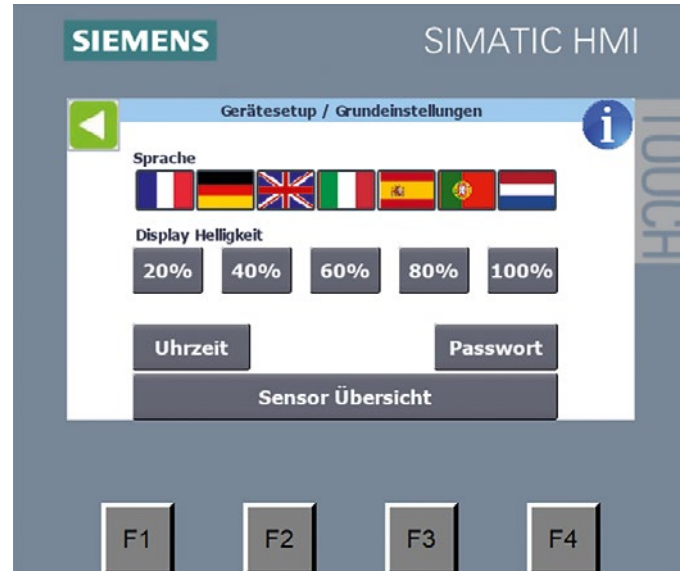 SIEMENS
SIMATIC HMI
TOUCH
Gerätesetup / Grundeinstellungen
i
Sprache
Display Helligkeit
20% 40% 60% 80% 100%
Uhrzeit Passwort
Sensor Übersicht
F1 F2 F3 F4